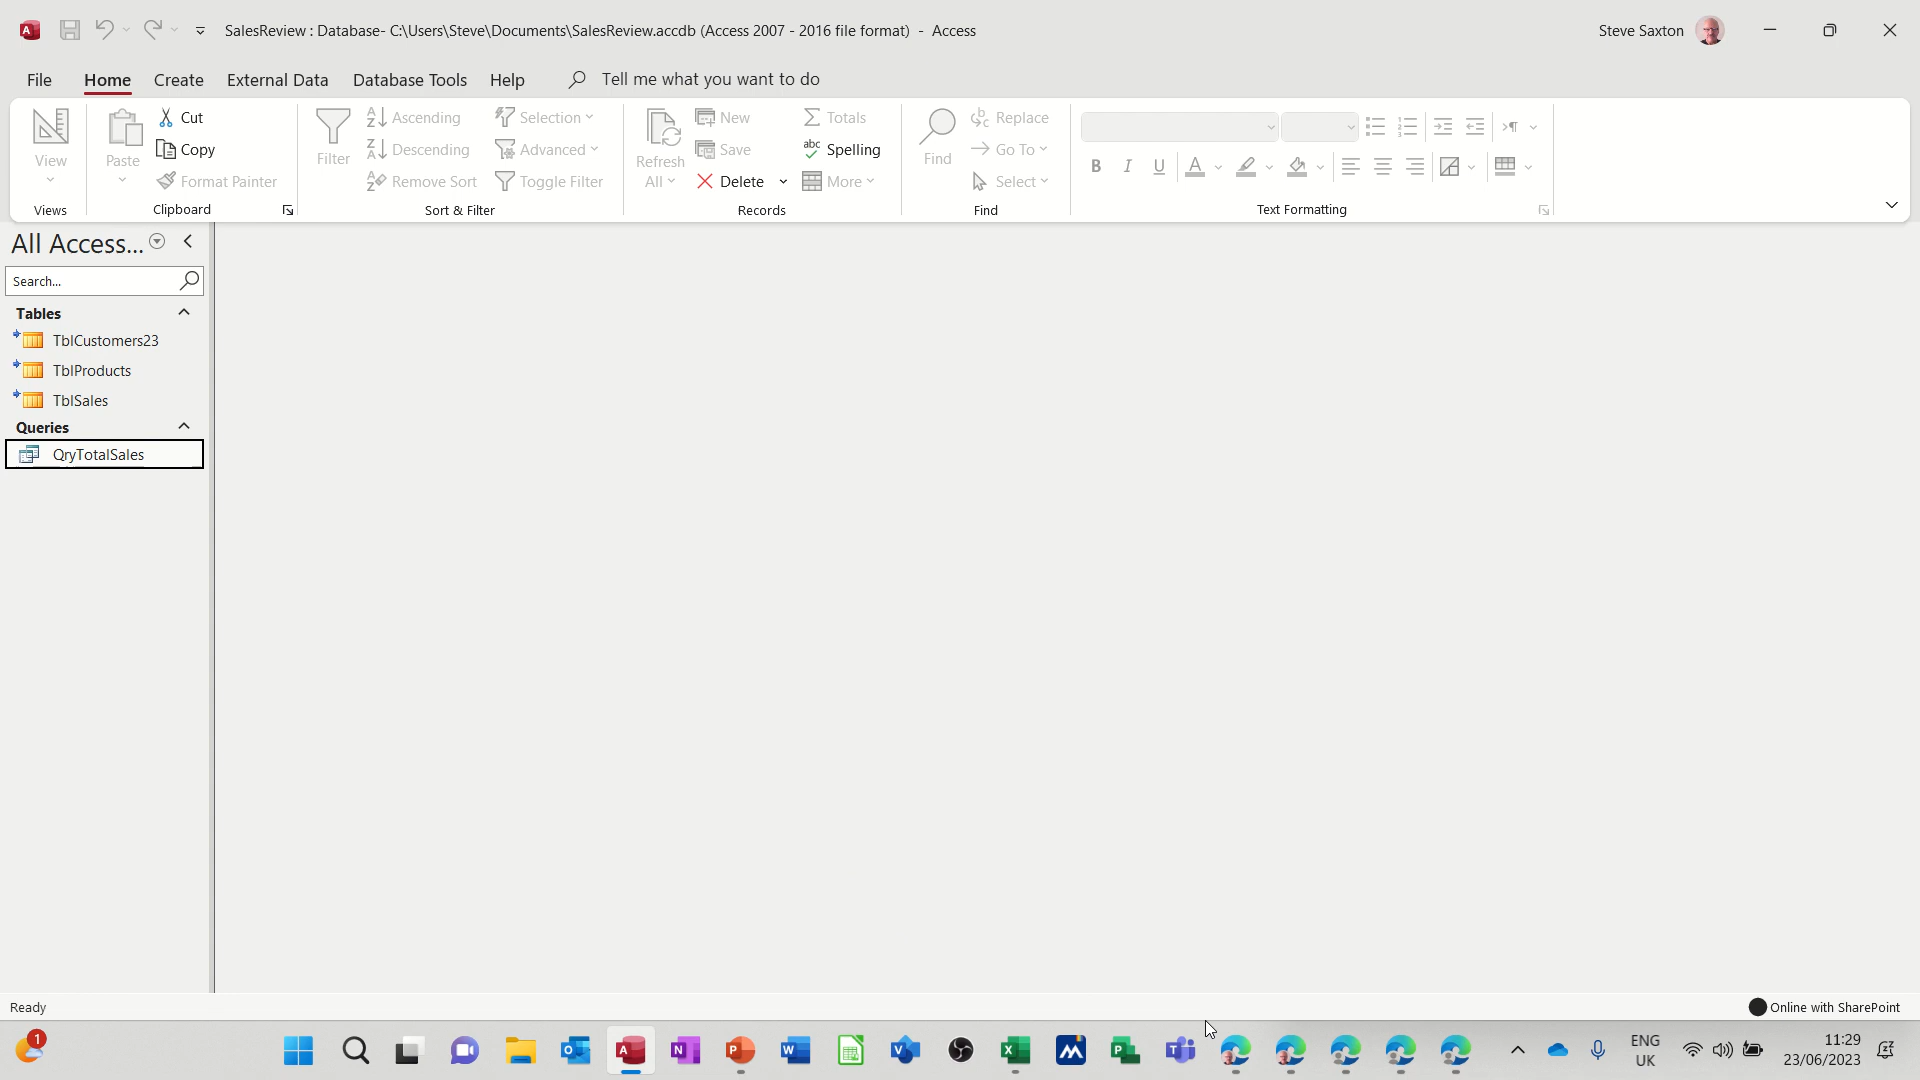 SalesReview : Database- C:\Users\Steve\Documents\SalesReview.accdb (Access 2007 - 2016 file format) - Access
Steve Saxton
File Home Create External Data Database Tools Help Tell me what you want to do
View
Views
Paste
Cut
Copy
Format Painter
Clipboard
Filter
Ascending
Descending
Remove Sort
Selection
Advanced
Toggle Filter
Sort & Filter
Refresh
All
New
Save
Delete
Totals
Spelling
More
Records
Find
Replace
Go To
Select
Find
B I U A
Text Formatting
All Access...
Search...
Tables
TblCustomers23
TblProducts
TblSales
Queries
QryTotalSales
Ready
Online with SharePoint
1
ENG
UK
11:29
23/06/2023